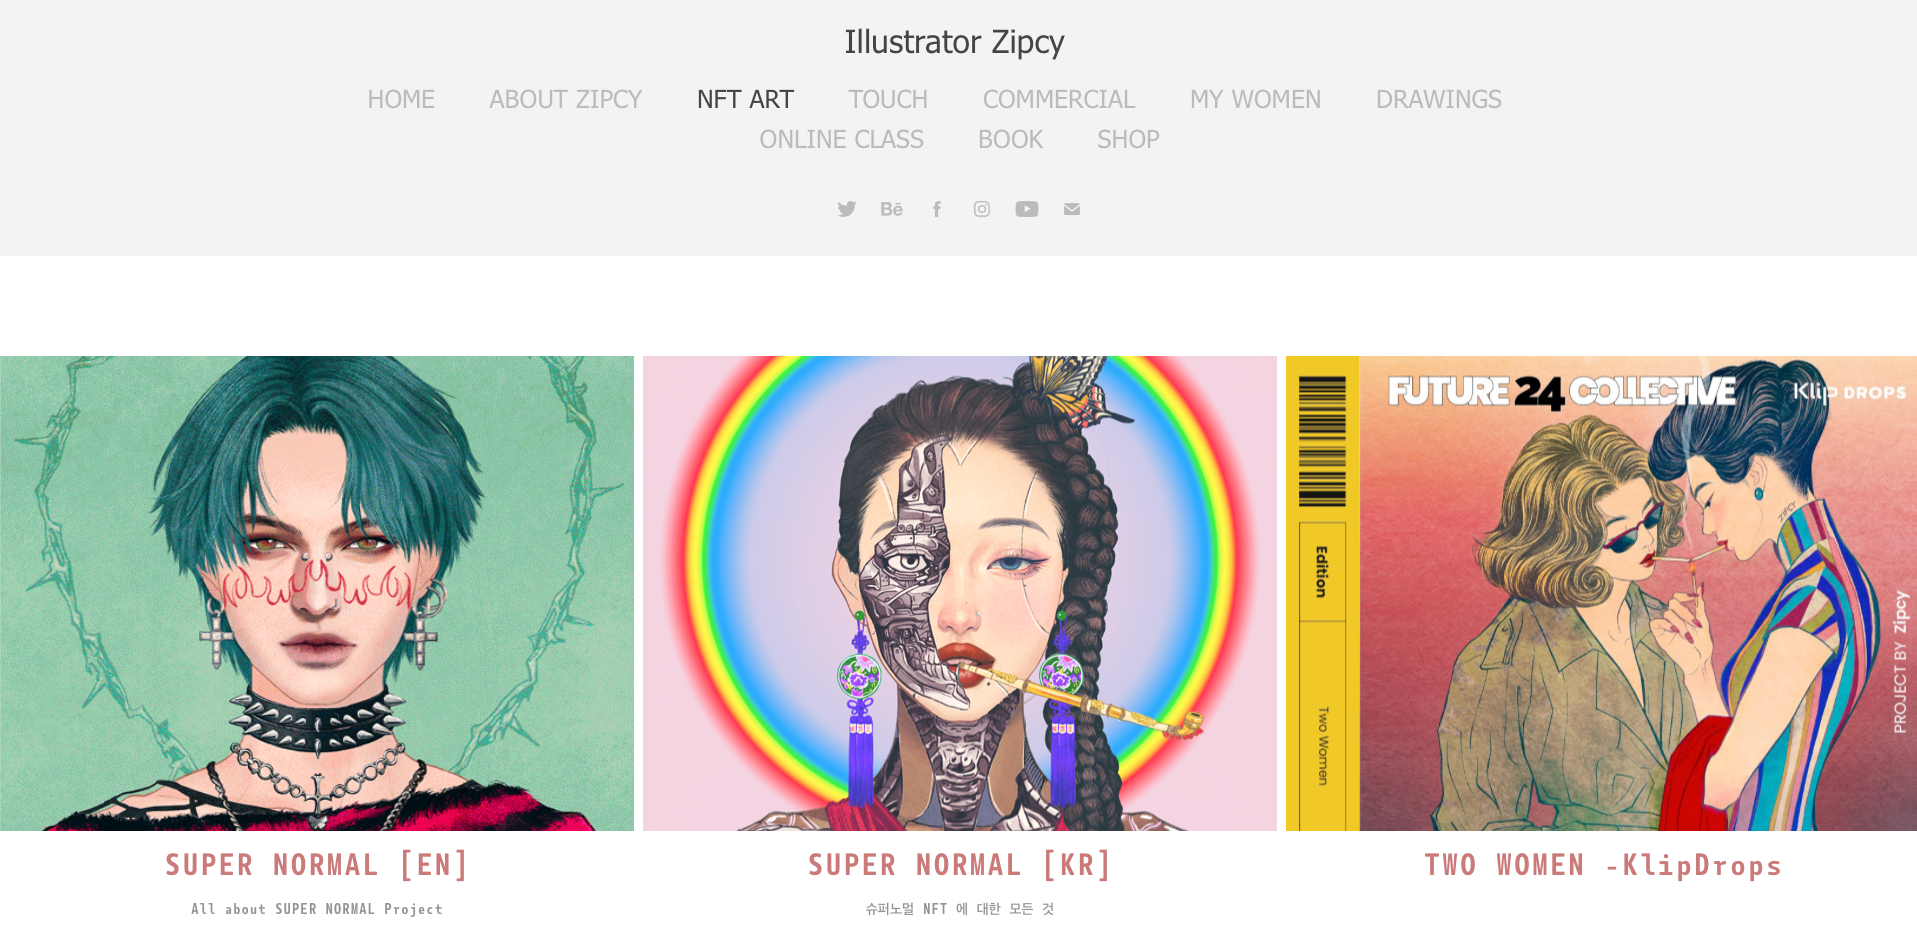 Illustrator Zipcy
HOME ABOUT ZIPCY NFT ART TOUCH COMMERCIAL MY WOMEN DRAWINGS
ONLINE CLASS BOOK SHOP
Bē
FUTURE 24 COLLECTIVE
Klip DROPS
Edition
Two Women
ZIPCY
PROJECT BY Zipcy
SUPER NORMAL [EN]
All about SUPER NORMAL Project
SUPER NORMAL [KR]
슈퍼노멀 NFT 에 대한 모든 것
TWO WOMEN -KlipDrops